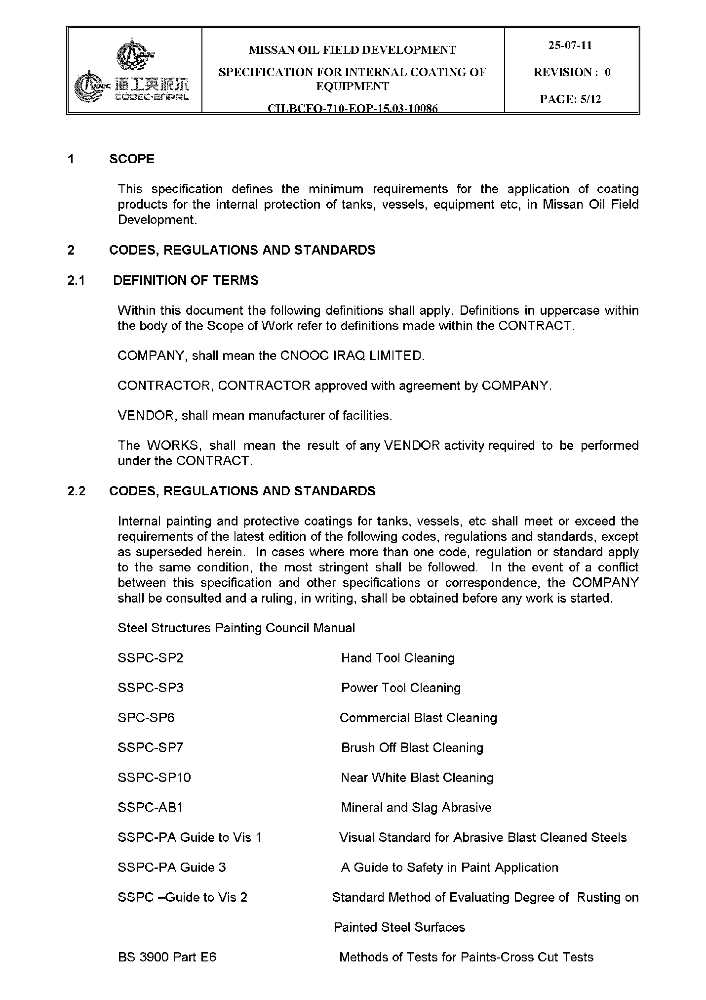 海工英派尔
CODEC-ENPAL
MISSAN OIL FIELD DEVELOPMENT
SPECIFICATION FOR INTERNAL COATING OF
EQUIPMENT
CILBCFO-710-EOP-15.03-10086
25-07-11
REVISION : 0
PAGE: 5/12
1 SCOPE
This specification defines the minimum requirements for the application of coating
products for the internal protection of tanks, vessels, equipment etc, in Missan Oil Field
Development.
2 CODES, REGULATIONS AND STANDARDS
2.1 DEFINITION OF TERMS
Within this document the following definitions shall apply. Definitions in uppercase within
the body of the Scope of Work refer to definitions made within the CONTRACT.
COMPANY, shall mean the CNOOC IRAQ LIMITED.
CONTRACTOR, CONTRACTOR approved with agreement by COMPANY.
VENDOR, shall mean manufacturer of facilities.
The WORKS, shall mean the result of any VENDOR activity required to be performed
under the CONTRACT.
2.2 CODES, REGULATIONS AND STANDARDS
Internal painting and protective coatings for tanks, vessels, etc shall meet or exceed the
requirements of the latest edition of the following codes, regulations and standards, except
as superseded herein. In cases where more than one code, regulation or standard apply
to the same condition, the most stringent shall be followed. In the event of a conflict
between this specification and other specifications or correspondence, the COMPANY
shall be consulted and a ruling, in writing, shall be obtained before any work is started.
Steel Structures Painting Council Manual
SSPC-SP2 Hand Tool Cleaning
SSPC-SP3 Power Tool Cleaning
SPC-SP6 Commercial Blast Cleaning
SSPC-SP7 Brush Off Blast Cleaning
SSPC-SP10 Near White Blast Cleaning
SSPC-AB1 Mineral and Slag Abrasive
SSPC-PA Guide to Vis 1 Visual Standard for Abrasive Blast Cleaned Steels
SSPC-PA Guide 3 A Guide to Safety in Paint Application
SSPC –Guide to Vis 2 Standard Method of Evaluating Degree of Rusting on
Painted Steel Surfaces
BS 3900 Part E6 Methods of Tests for Paints-Cross Cut Tests